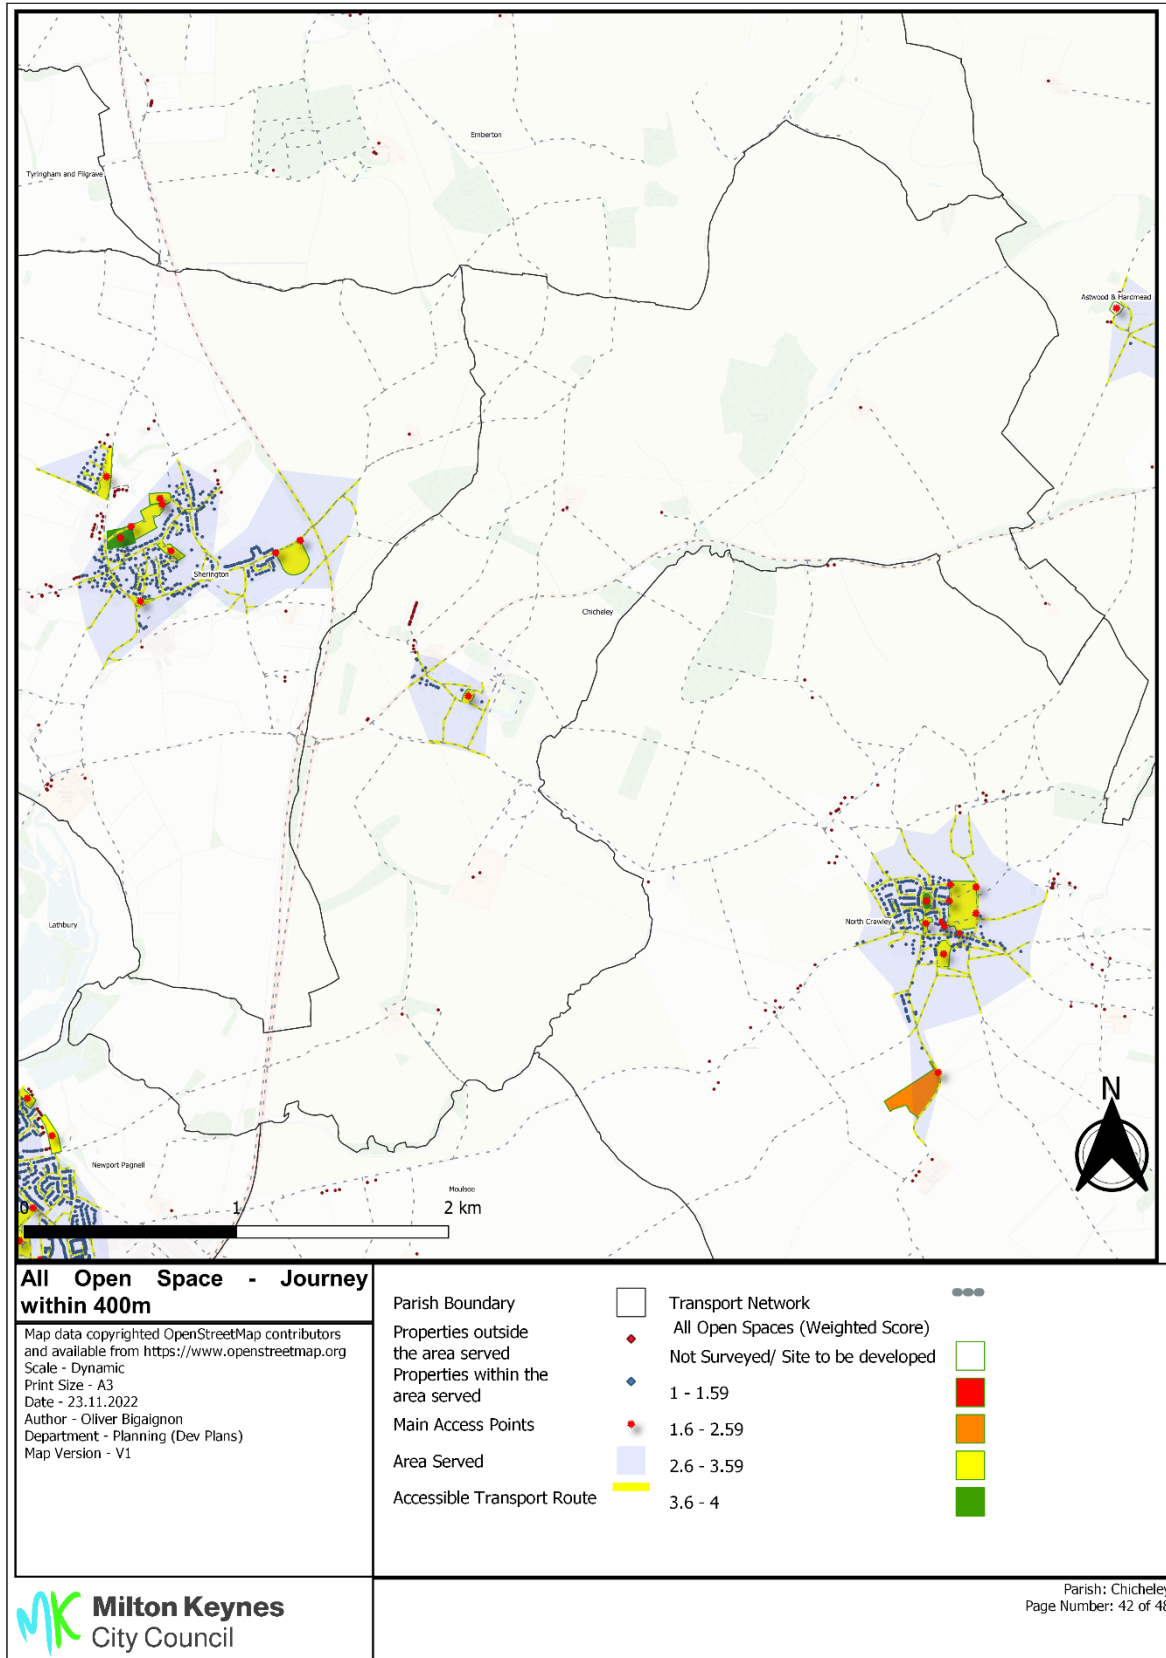 Emberton
Tyringham and Filgrave
Astwood & Hardmead
Sherington
Chicheley
North Crawley
Lathbury
Newport Pagnell
Moulsoe
N
0 1 2 km
All Open Space - Journey
within 400m
Map data copyrighted OpenStreetMap contributors
and available from https://www.openstreetmap.org
Scale - Dynamic
Print Size - A3
Date - 23.11.2022
Author - Oliver Bigaignon
Department - Planning (Dev Plans)
Map Version - V1
Parish Boundary
Properties outside
the area served
Properties within the
area served
Main Access Points
Area Served
Accessible Transport Route
Transport Network
All Open Spaces (Weighted Score)
Not Surveyed/ Site to be developed
1 - 1.59
1.6 - 2.59
2.6 - 3.59
3.6 - 4
MK Milton Keynes
City Council
Parish: Chicheley
Page Number: 42 of 48